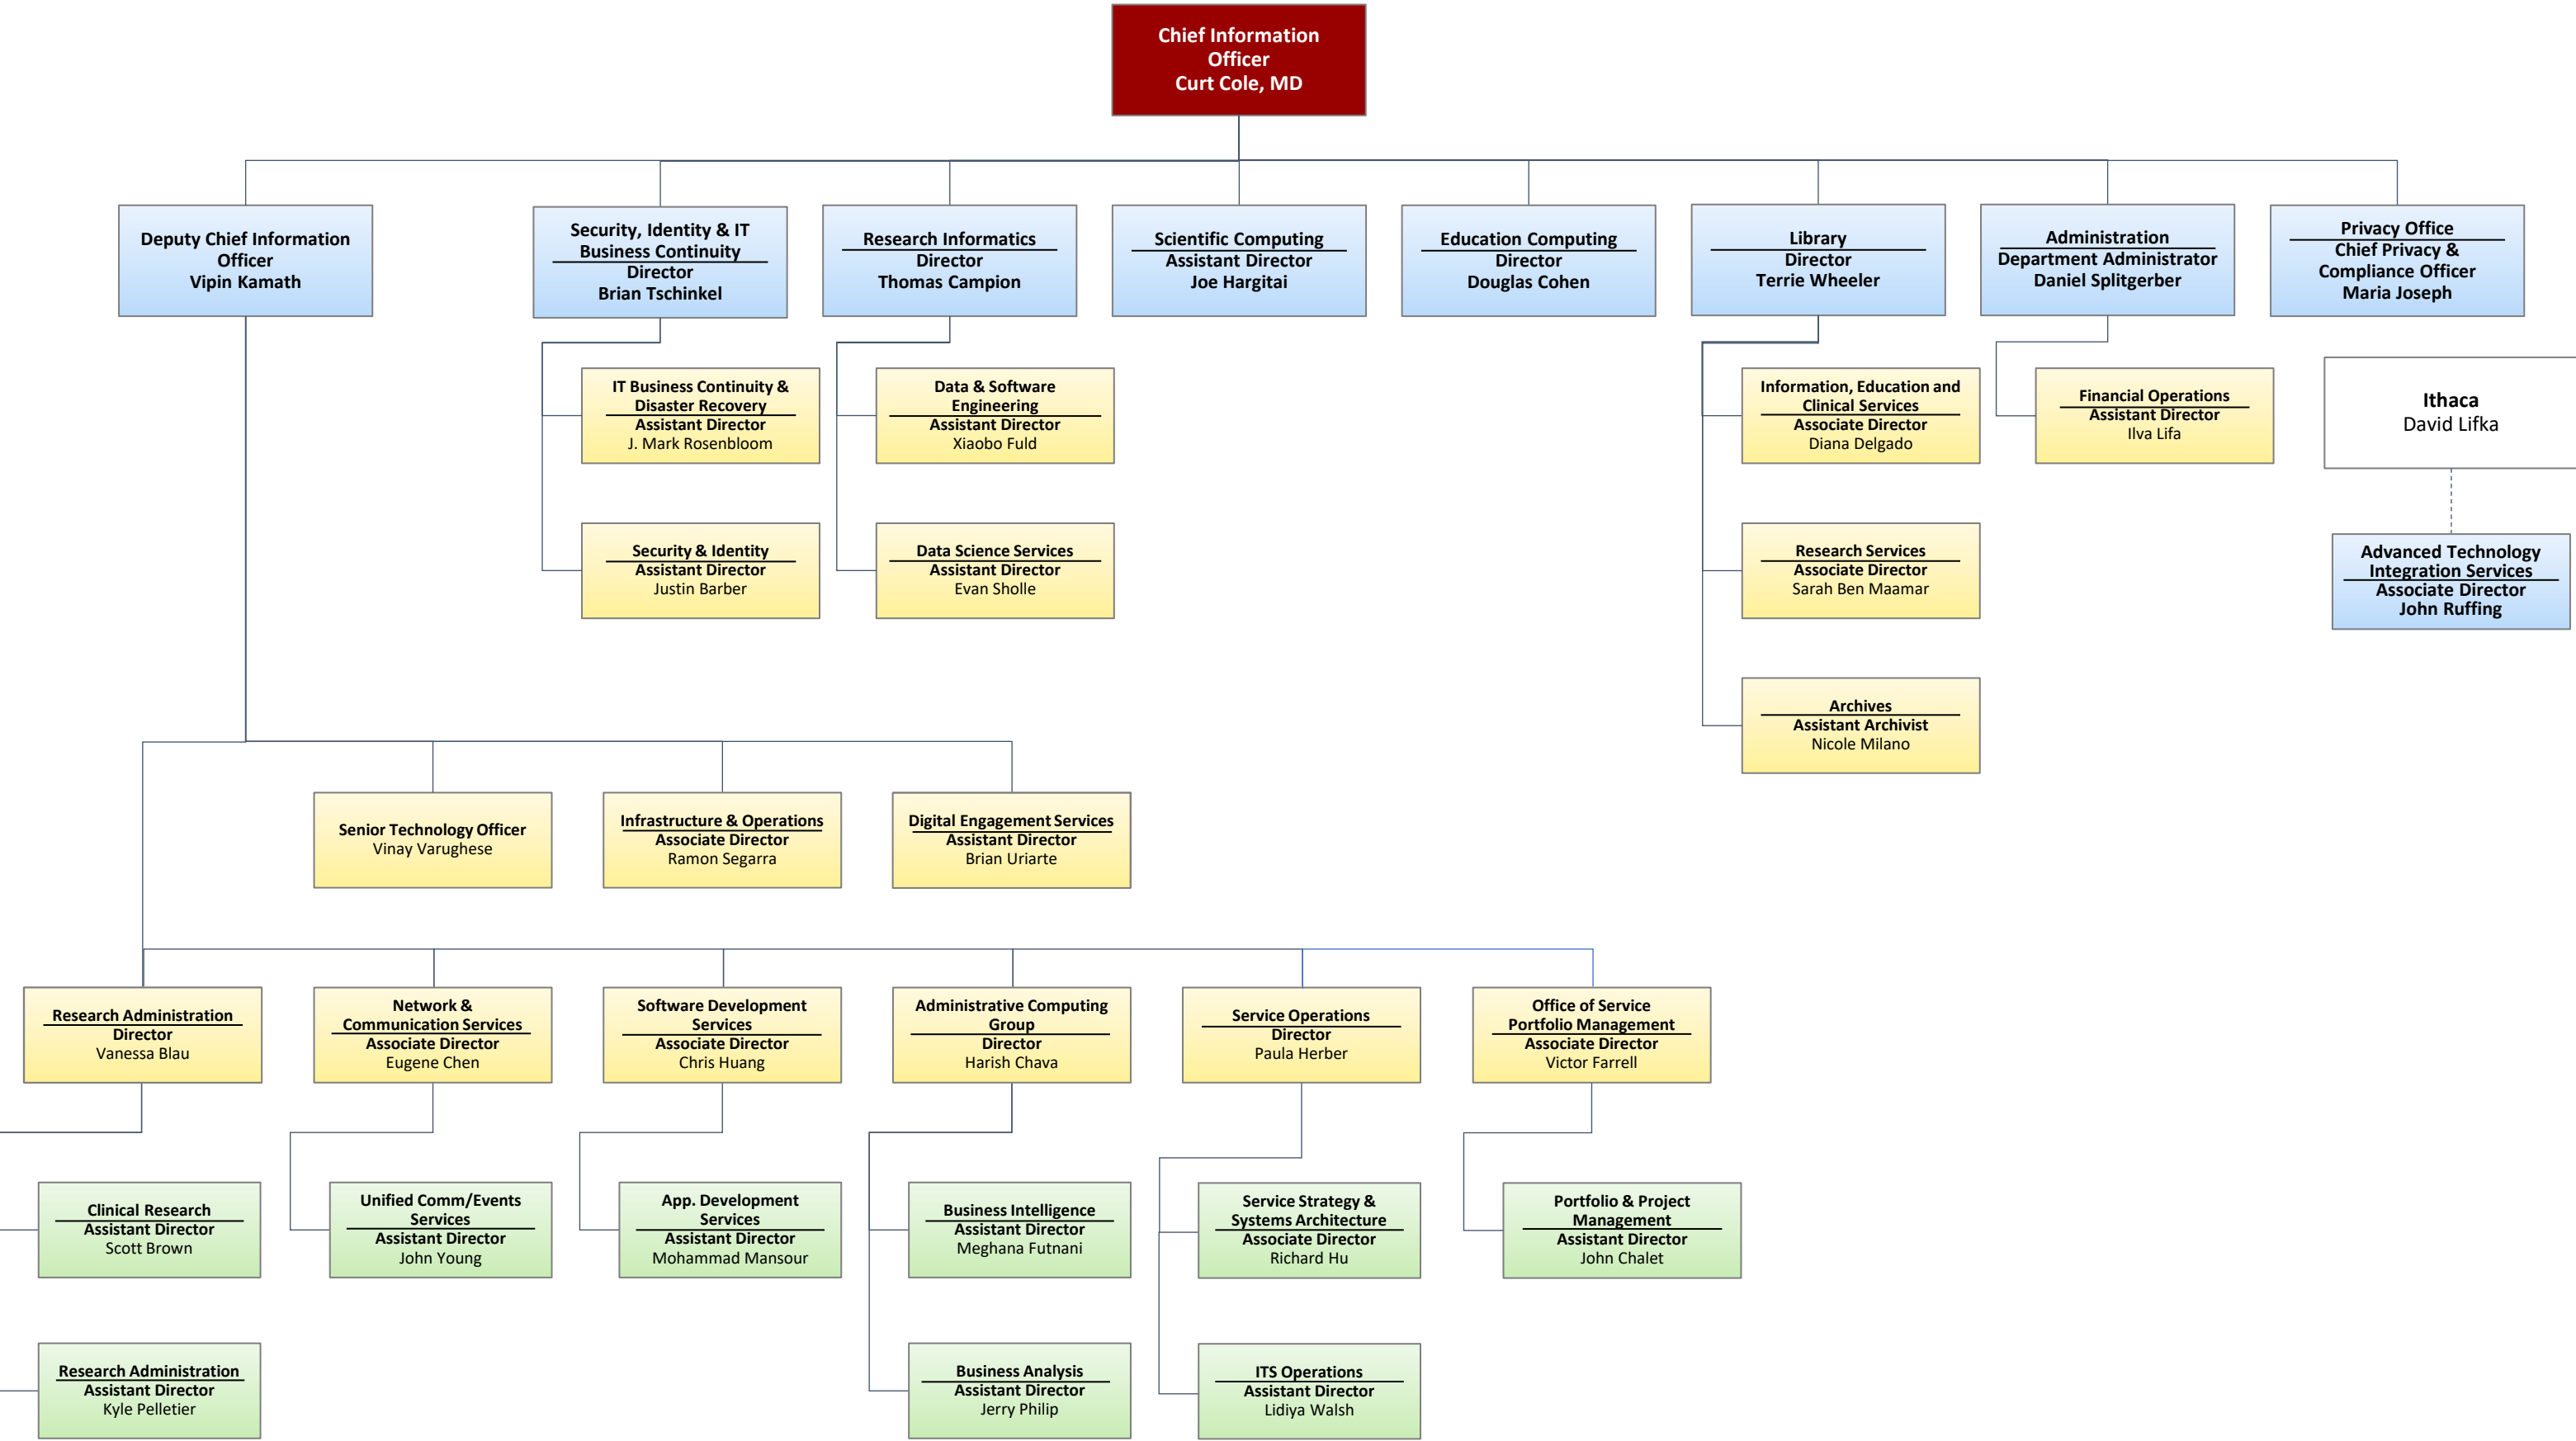 Chief Information
Officer
Curt Cole, MD
Deputy Chief Information
Officer
Vipin Kamath
Security, Identity & IT
Business Continuity
Director
Brian Tschinkel
Research Informatics
Director
Thomas Campion
Scientific Computing
Assistant Director
Joe Hargitai
Education Computing
Director
Douglas Cohen
Library
Director
Terrie Wheeler
Administration
Department Administrator
Daniel Splitgerber
Privacy Office
Chief Privacy &
Compliance Officer
Maria Joseph
IT Business Continuity &
Disaster Recovery
Assistant Director
J. Mark Rosenbloom
Data & Software
Engineering
Assistant Director
Xiaobo Fuld
Information, Education and
Clinical Services
Associate Director
Diana Delgado
Financial Operations
Assistant Director
Ilva Lifa
Ithaca
David Lifka
Security & Identity
Assistant Director
Justin Barber
Data Science Services
Assistant Director
Evan Sholle
Research Services
Associate Director
Sarah Ben Maamar
Advanced Technology
Integration Services
Associate Director
John Ruffing
Archives
Assistant Archivist
Nicole Milano
Senior Technology Officer
Vinay Varughese
Infrastructure & Operations
Associate Director
Ramon Segarra
Digital Engagement Services
Assistant Director
Brian Uriarte
Research Administration
Director
Vanessa Blau
Network &
Communication Services
Associate Director
Eugene Chen
Software Development
Services
Associate Director
Chris Huang
Administrative Computing
Group
Director
Harish Chava
Service Operations
Director
Paula Herber
Office of Service
Portfolio Management
Associate Director
Victor Farrell
Clinical Research
Assistant Director
Scott Brown
Unified Comm/Events
Services
Assistant Director
John Young
App. Development
Services
Assistant Director
Mohammad Mansour
Business Intelligence
Assistant Director
Meghana Futnani
Service Strategy &
Systems Architecture
Associate Director
Richard Hu
Portfolio & Project
Management
Assistant Director
John Chalet
Research Administration
Assistant Director
Kyle Pelletier
Business Analysis
Assistant Director
Jerry Philip
ITS Operations
Assistant Director
Lidiya Walsh